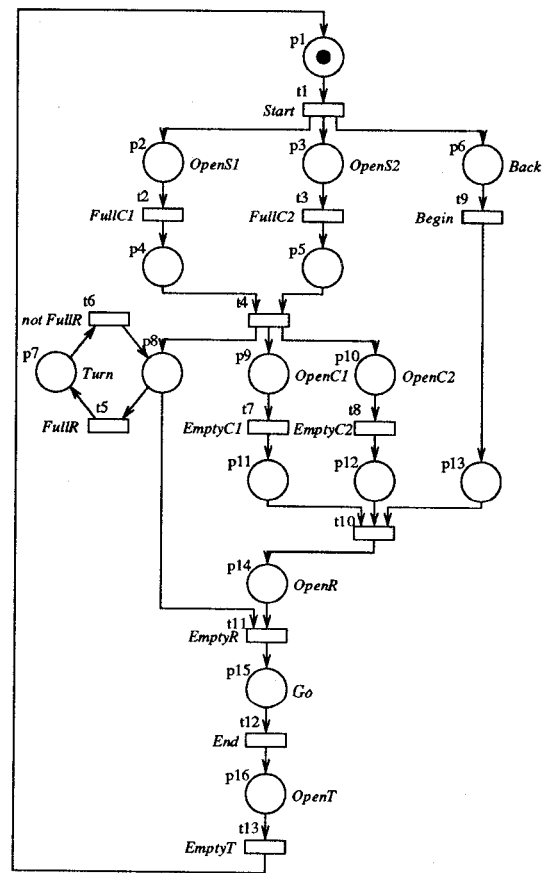 p1
t1
Start
p2 OpenS1
p3 OpenS2
p6 Back
t2
FullC1
t3
FullC2
t9
Begin
p4
p5
t6
not FullR
t4
p7 Turn
p8
p9 OpenC1
p10 OpenC2
t5
FullR
t7
EmptyC1
t8
EmptyC2
p11
p12
p13
t10
p14 OpenR
t11
EmptyR
p15 Go
t12
End
p16 OpenT
t13
EmptyT